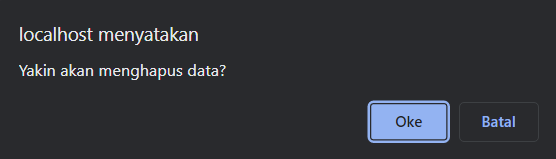 localhost menyatakan
Yakin akan menghapus data?
Oke
Batal